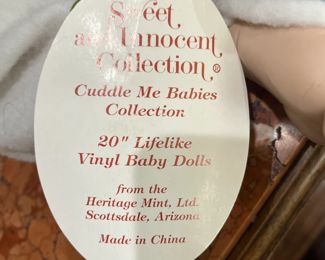 Sweet
and Innocent
Collection®
Cuddle Me Babies
Collection
20" Lifelike
Vinyl Baby Dolls
from the
Heritage Mint, Ltd.
Scottsdale, Arizona
Made in China